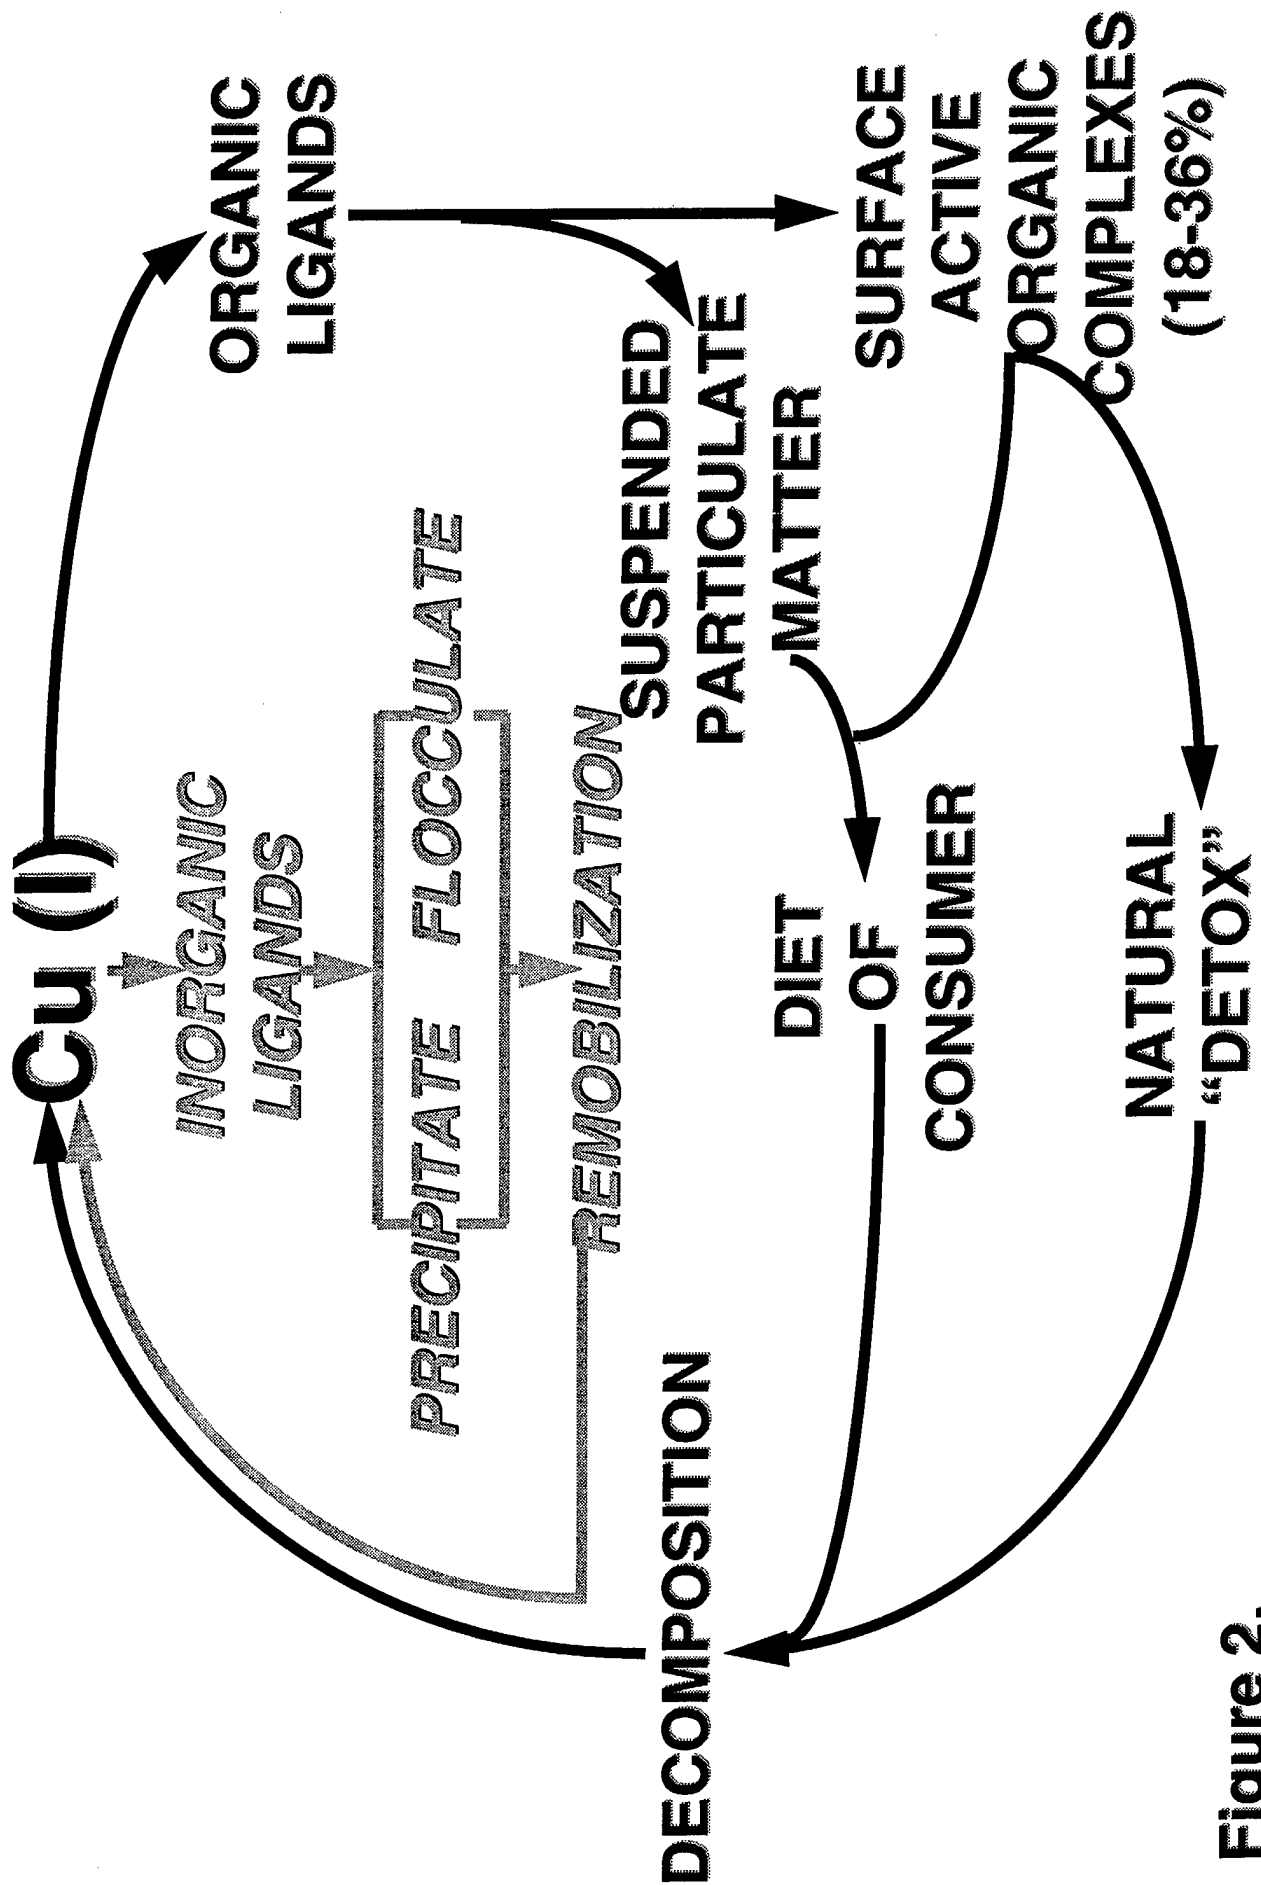 Cu (I)
INORGANIC
LIGANDS
PRECIPITATE FLOCCULATE
REMOBILIZATION
ORGANIC
LIGANDS
SUSPENDED
PARTICULATE
MATTER
SURFACE
ACTIVE
ORGANIC
COMPLEXES
(18-36%)
DIET
OF
CONSUMER
NATURAL
“DETOX”
DECOMPOSITION
Figure 2.